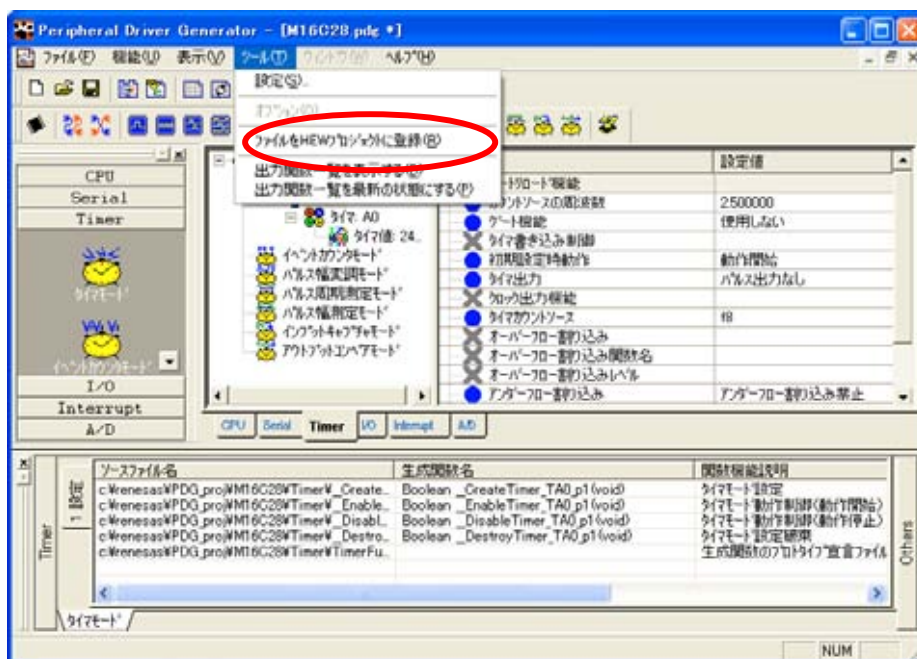 Peripheral Driver Generator - [M16C28.pdg *]
ファイル(F) 機能(U) 表示(V) ツール(T) ウィンドウ(W) ヘルプ(H)
設定(S)...
オプション(O)...
ファイルをHEWプロジェクトに登録(R)
出力関数一覧を表示する
出力関数一覧を最新の状態にする(P)
CPU
Serial
Timer
タイマモード
イベントカウンタモード
I/O
Interrupt
A/D
タイマ: A0
タイマ値: 24...
イベントカウンタモード
パルス幅変調モード
パルス周期測定モード
パルス幅測定モード
インプットキャプチャモード
アウトプットコンペアモード
設定値
カウントソースの周波数 2500000
ゲート機能 使用しない
タイマ書き込み制御
初期設定時動作 動作開始
タイマ出力 パルス出力なし
クロック出力機能
タイマカウントソース f8
オーバーフロー割り込み
オーバーフロー割り込み関数名
オーバーフロー割り込みレベル
アンダーフロー割り込み アンダーフロー割り込み禁止
CPU Serial Timer I/O Interrupt A/D
Timer
1 設定
ソースファイル名 生成関数名 関数機能説明
c:¥renesas¥PDG_proj¥M16C28¥Timer¥_Create... Boolean _CreateTimer_TA0_p1(void) タイマモード設定
c:¥renesas¥PDG_proj¥M16C28¥Timer¥_Enable... Boolean _EnableTimer_TA0_p1(void) タイマモード動作制御(動作開始)
c:¥renesas¥PDG_proj¥M16C28¥Timer¥_Disabl... Boolean _DisableTimer_TA0_p1(void) タイマモード動作制御(動作停止)
c:¥renesas¥PDG_proj¥M16C28¥Timer¥_Destro... Boolean _DestroyTimer_TA0_p1(void) タイマモード設定破棄
c:¥renesas¥PDG_proj¥M16C28¥Timer¥TimerFu... 生成関数のプロトタイプ宣言ファイル
Others
タイマモード
NUM